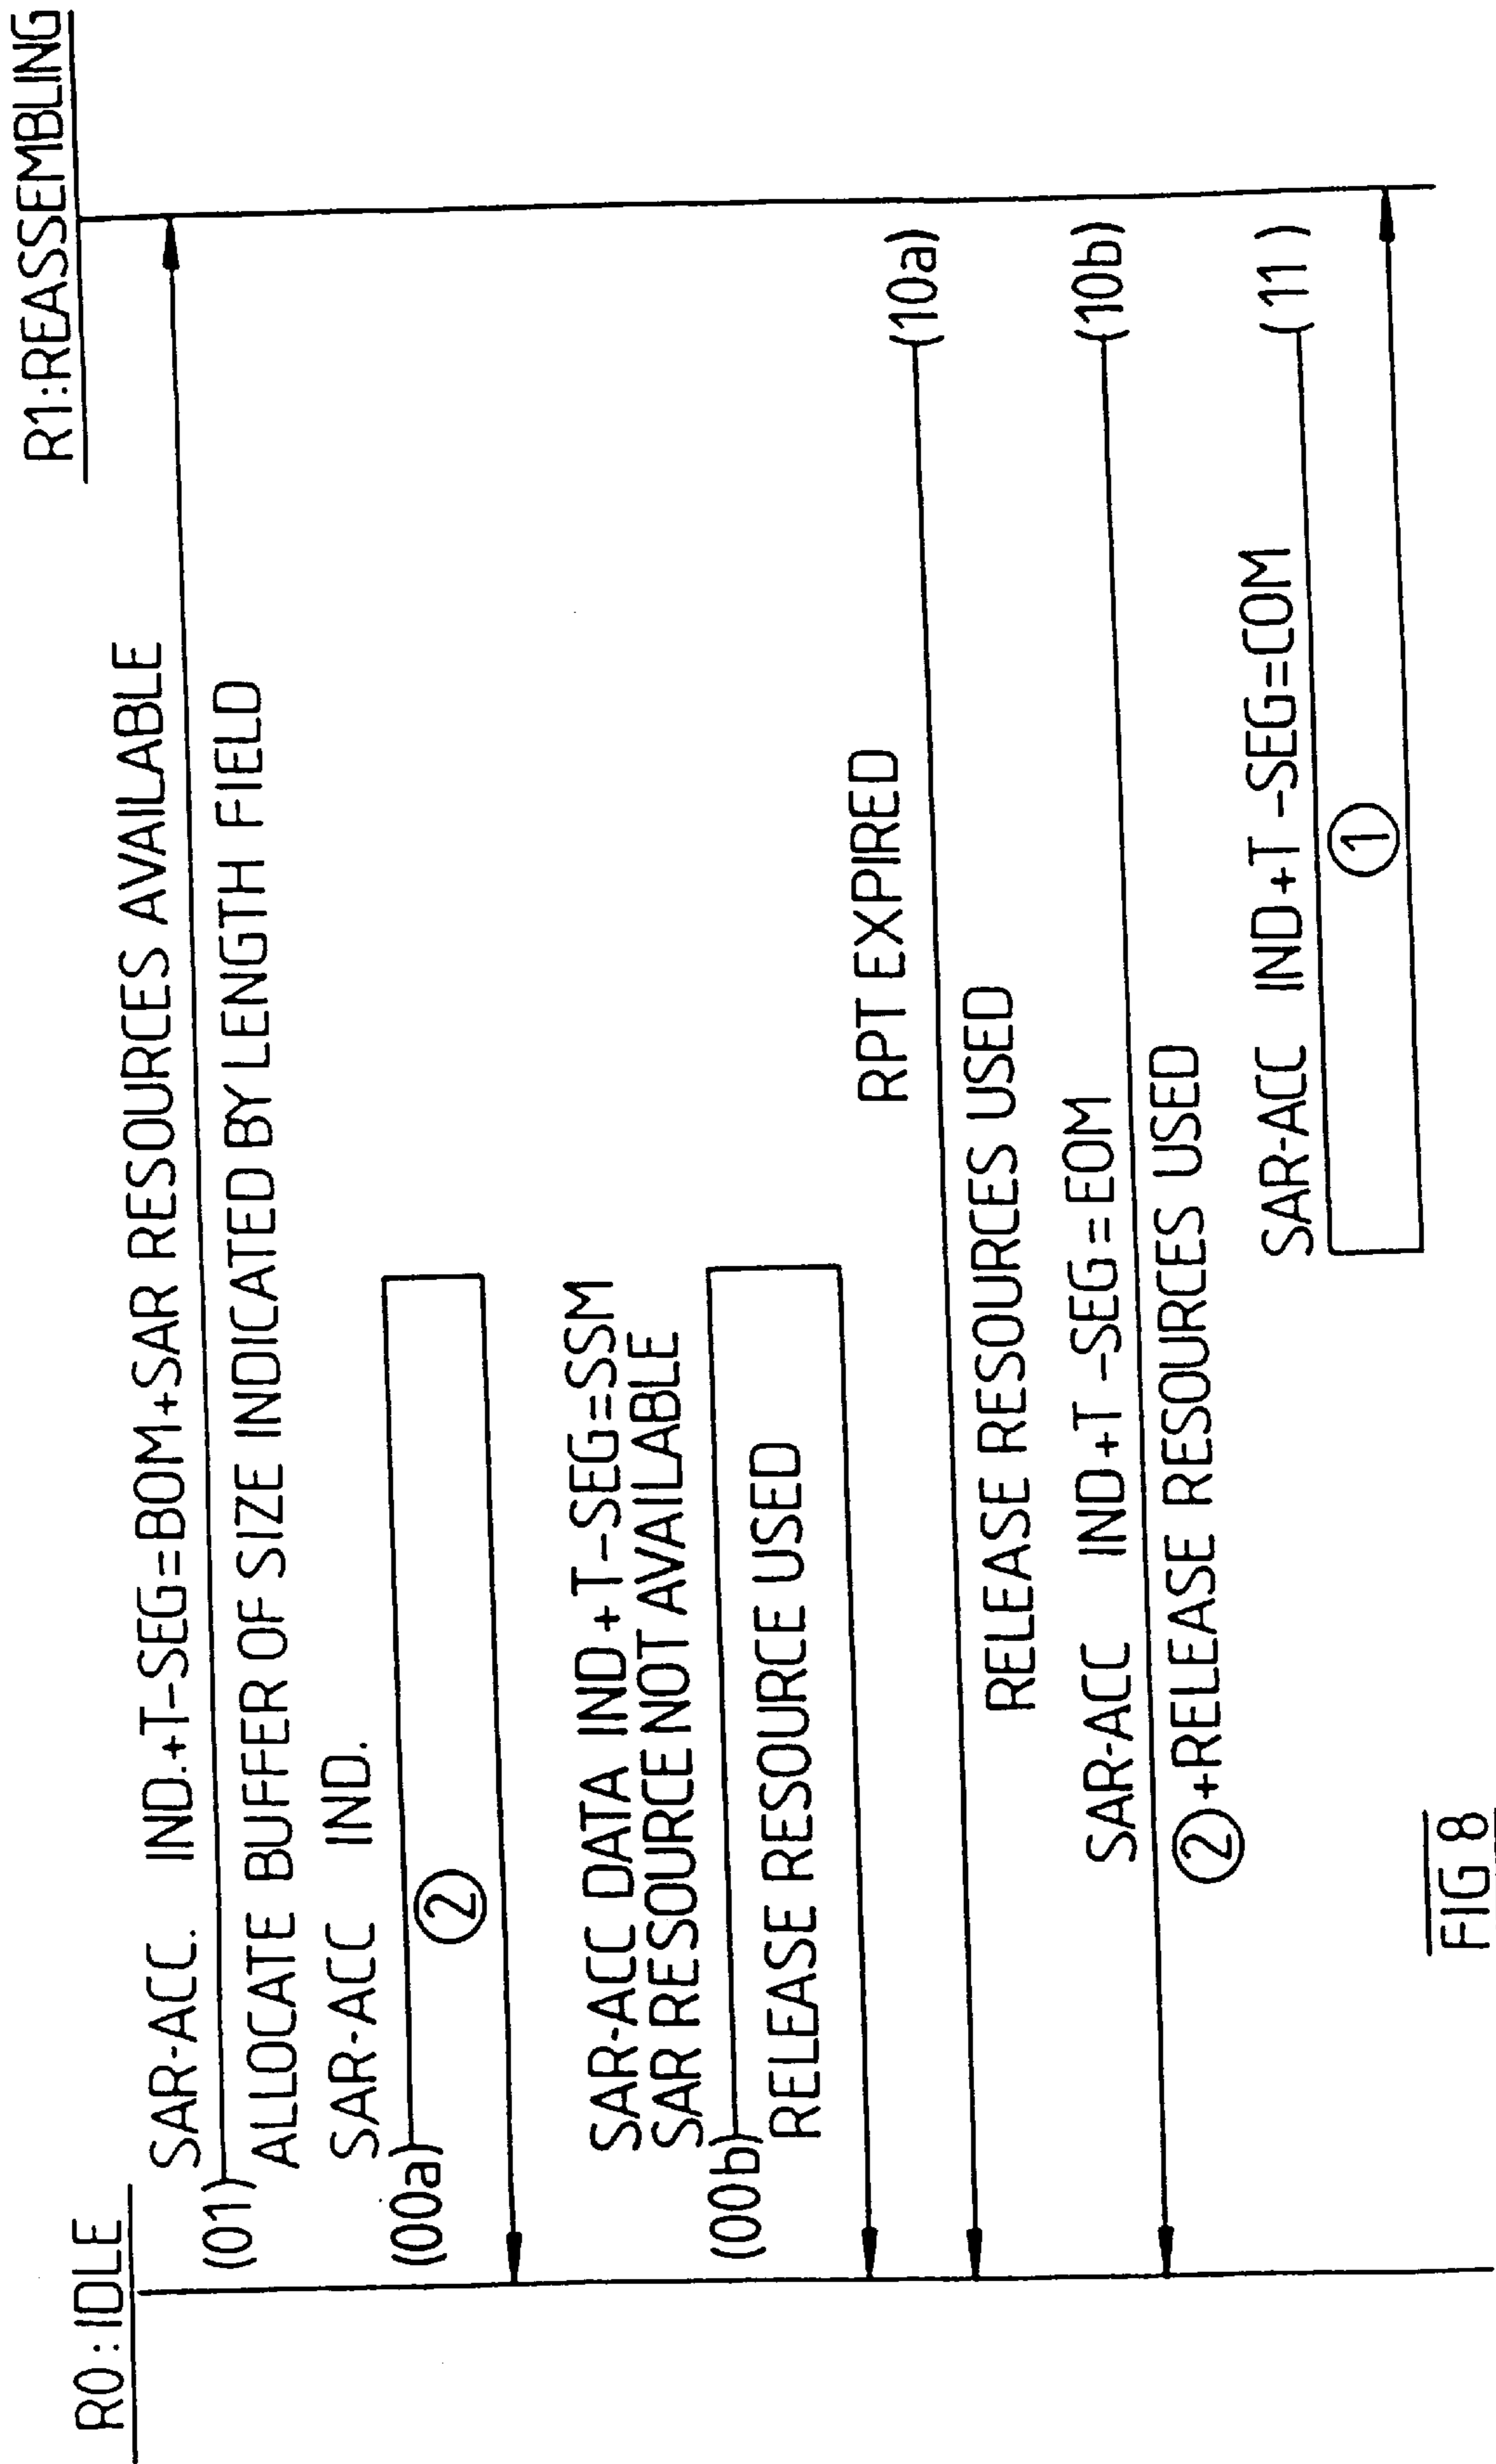 R0:IDLE
R1:REASSEMBLING
SAR-ACC. IND.+T-SEG=BOM+SAR RESOURCES AVAILABLE
(01)
ALLOCATE BUFFER OF SIZE INDICATED BY LENGTH FIELD
SAR-ACC IND.
(00a)
2
SAR-ACC DATA IND+T-SEG=SSM
SAR RESOURCE NOT AVAILABLE
(00b)
RELEASE RESOURCE USED
RPT EXPIRED
(10a)
RELEASE RESOURCES USED
SAR-ACC IND+T-SEG=EOM
(10b)
2+RELEASE RESOURCES USED
SAR-ACC IND+T-SEG=COM
(11)
1
FIG 8